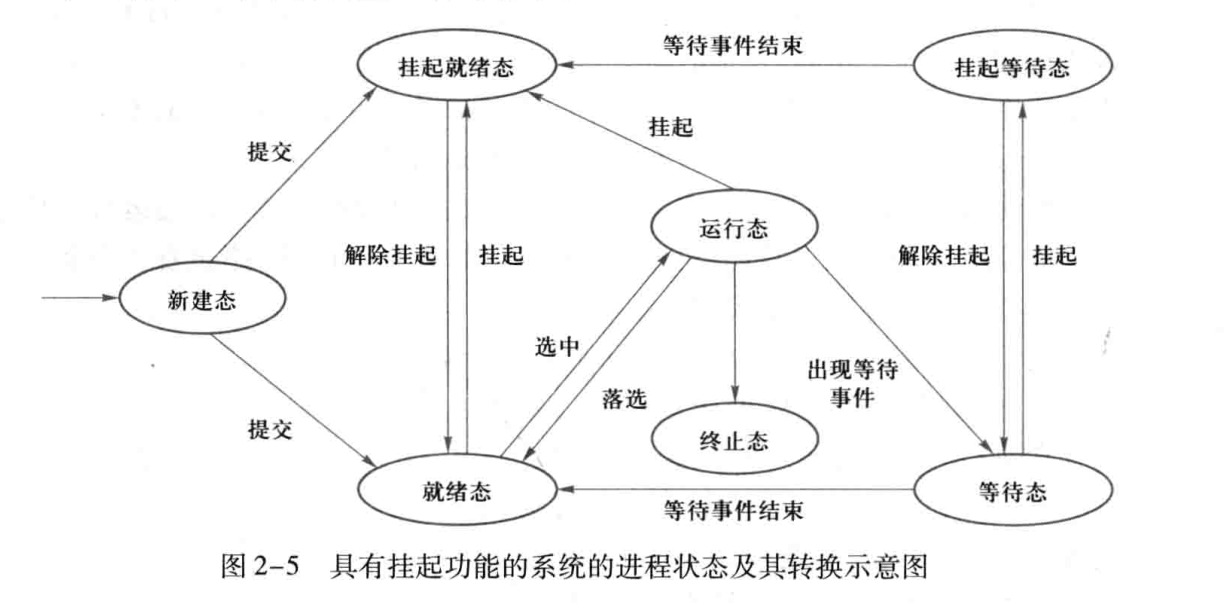 等待事件结束
挂起就绪态
挂起等待态
挂起
提交
运行态
解除挂起
挂起
解除挂起
挂起
新建态
选中
出现等待
事件
落选
提交
终止态
就绪态
等待态
等待事件结束
图2-5 具有挂起功能的系统的进程状态及其转换示意图